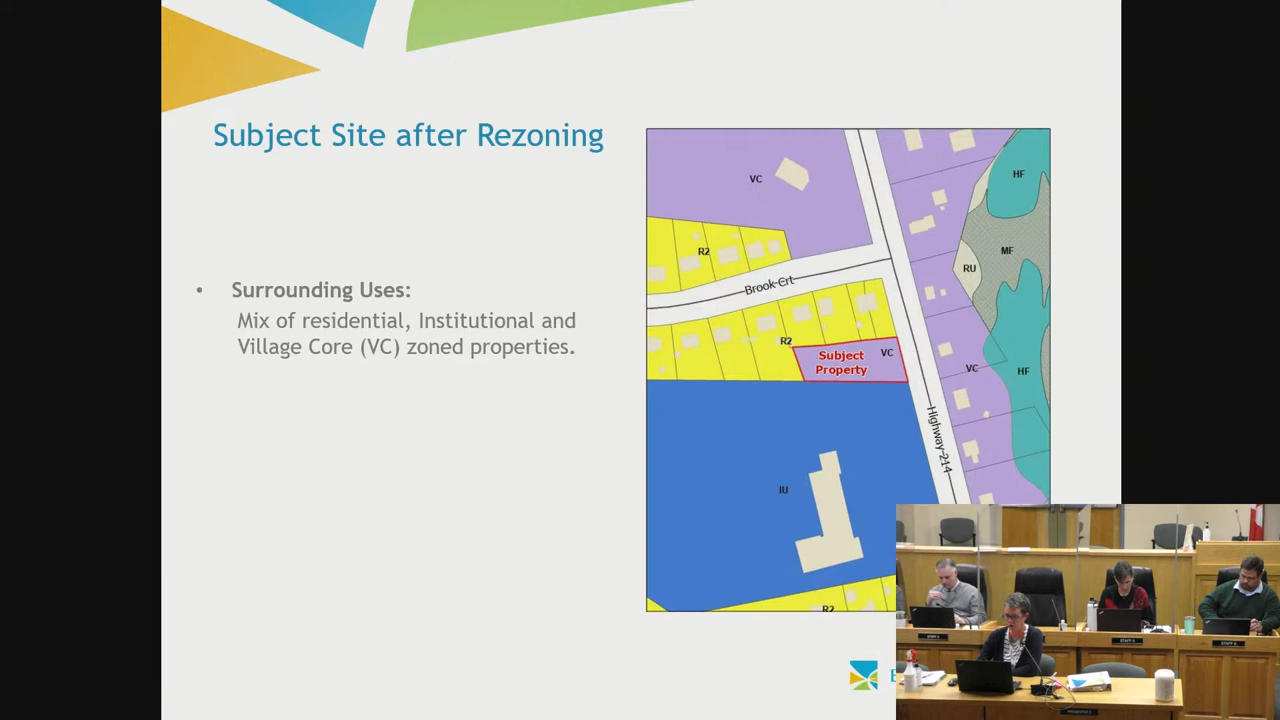 Subject Site after Rezoning
• Surrounding Uses:
Mix of residential, Institutional and
Village Core (VC) zoned properties.
VC
HF
R2
MF
RU
Brook Crt
R2
Subject
Property
VC
VC
HF
Highway 214
IU
R2
E